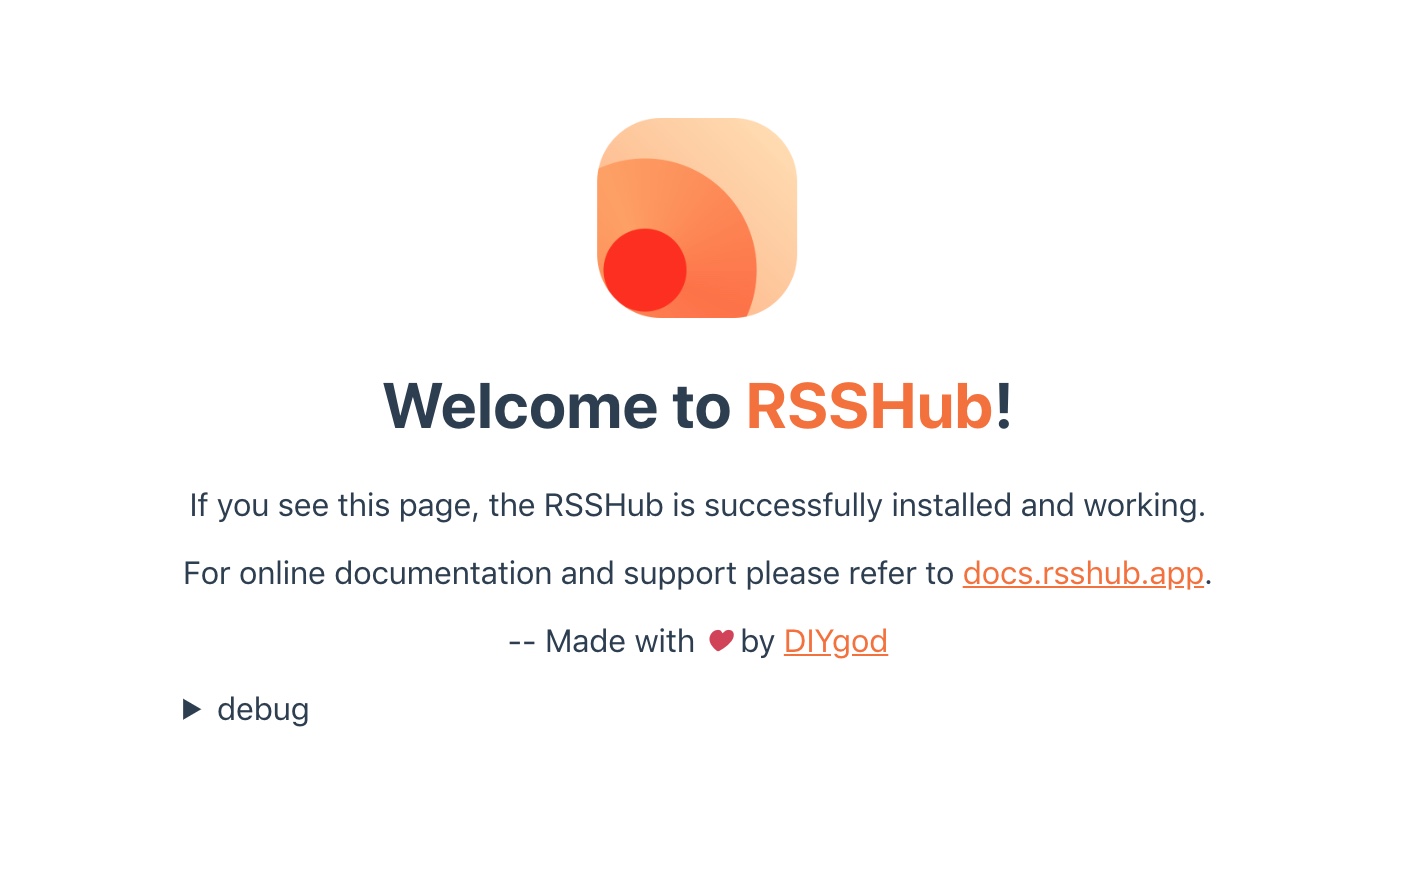 Welcome to RSSHub!
If you see this page, the RSSHub is successfully installed and working.
For online documentation and support please refer to docs.rsshub.app.
-- Made with ❤️ by DIYgod
▶ debug